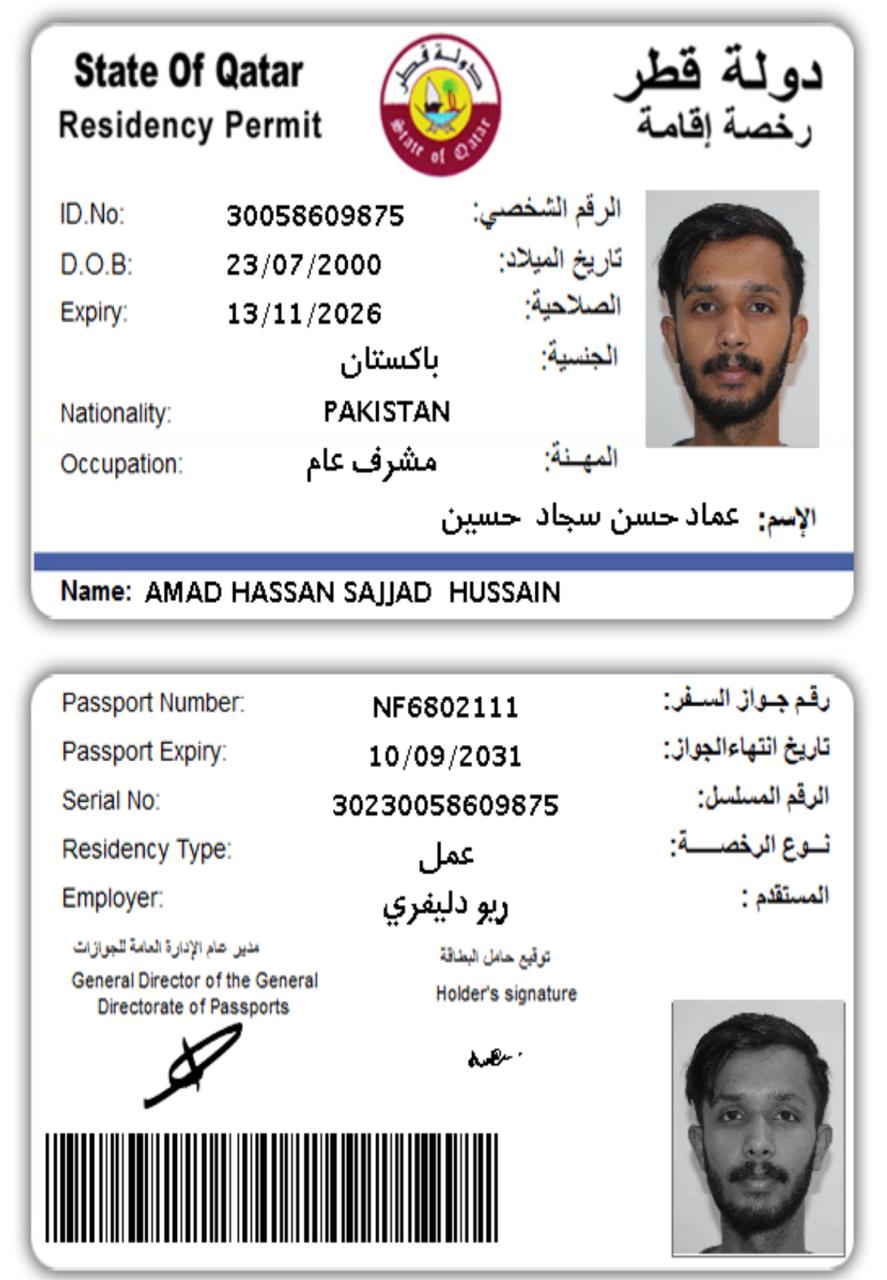 State Of Qatar
دولة قطر
Residency Permit
رخصة إقامة
دولة قطر
State of Qatar
ID.No: 30058609875 الرقم الشخصي:
D.O.B: 23/07/2000 تاريخ الميلاد:
Expiry: 13/11/2026 الصلاحية:
باكستان الجنسية:
Nationality: PAKISTAN
Occupation: مشرف عام المهـنة:
الإسم: عماد حسن سجاد حسين
Name: AMAD HASSAN SAJJAD HUSSAIN
Passport Number: NF6802111 رقـم جـواز السـفر:
Passport Expiry: 10/09/2031 تاريخ انتهاءالجواز:
Serial No: 30230058609875 الرقم المسلسل:
Residency Type: عمل نـوع الرخصـــة:
Employer: ريو دليفري المستقدم :
مدير عام الإدارة العامة للجوازات
توقيع حامل البطاقة
General Director of the General
Directorate of Passports
Holder's signature